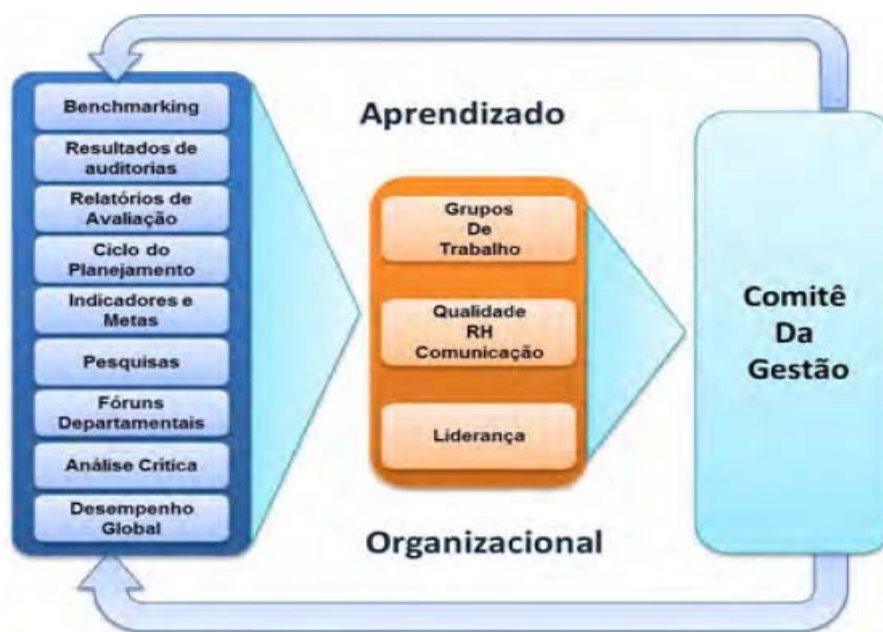 Benchmarking
Resultados de
auditorias
Relatórios de
Avaliação
Ciclo do
Planejamento
Indicadores e
Metas
Pesquisas
Fóruns
Departamentais
Análise Crítica
Desempenho
Global
Aprendizado
Grupos
De
Trabalho
Qualidade
RH
Comunicação
Liderança
Organizacional
Comitê
Da
Gestão